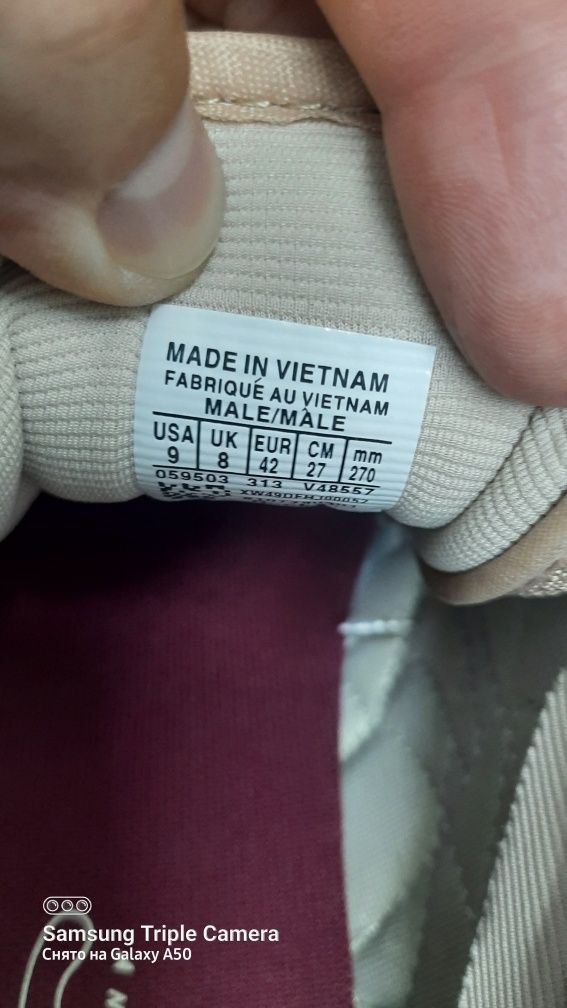 MADE IN VIETNAM
FABRIQUÉ AU VIETNAM
MALE/MÂLE
USA UK EUR CM mm
9 8 42 27 270
059503 313 V48557
Samsung Triple Camera
Снято на Galaxy A50